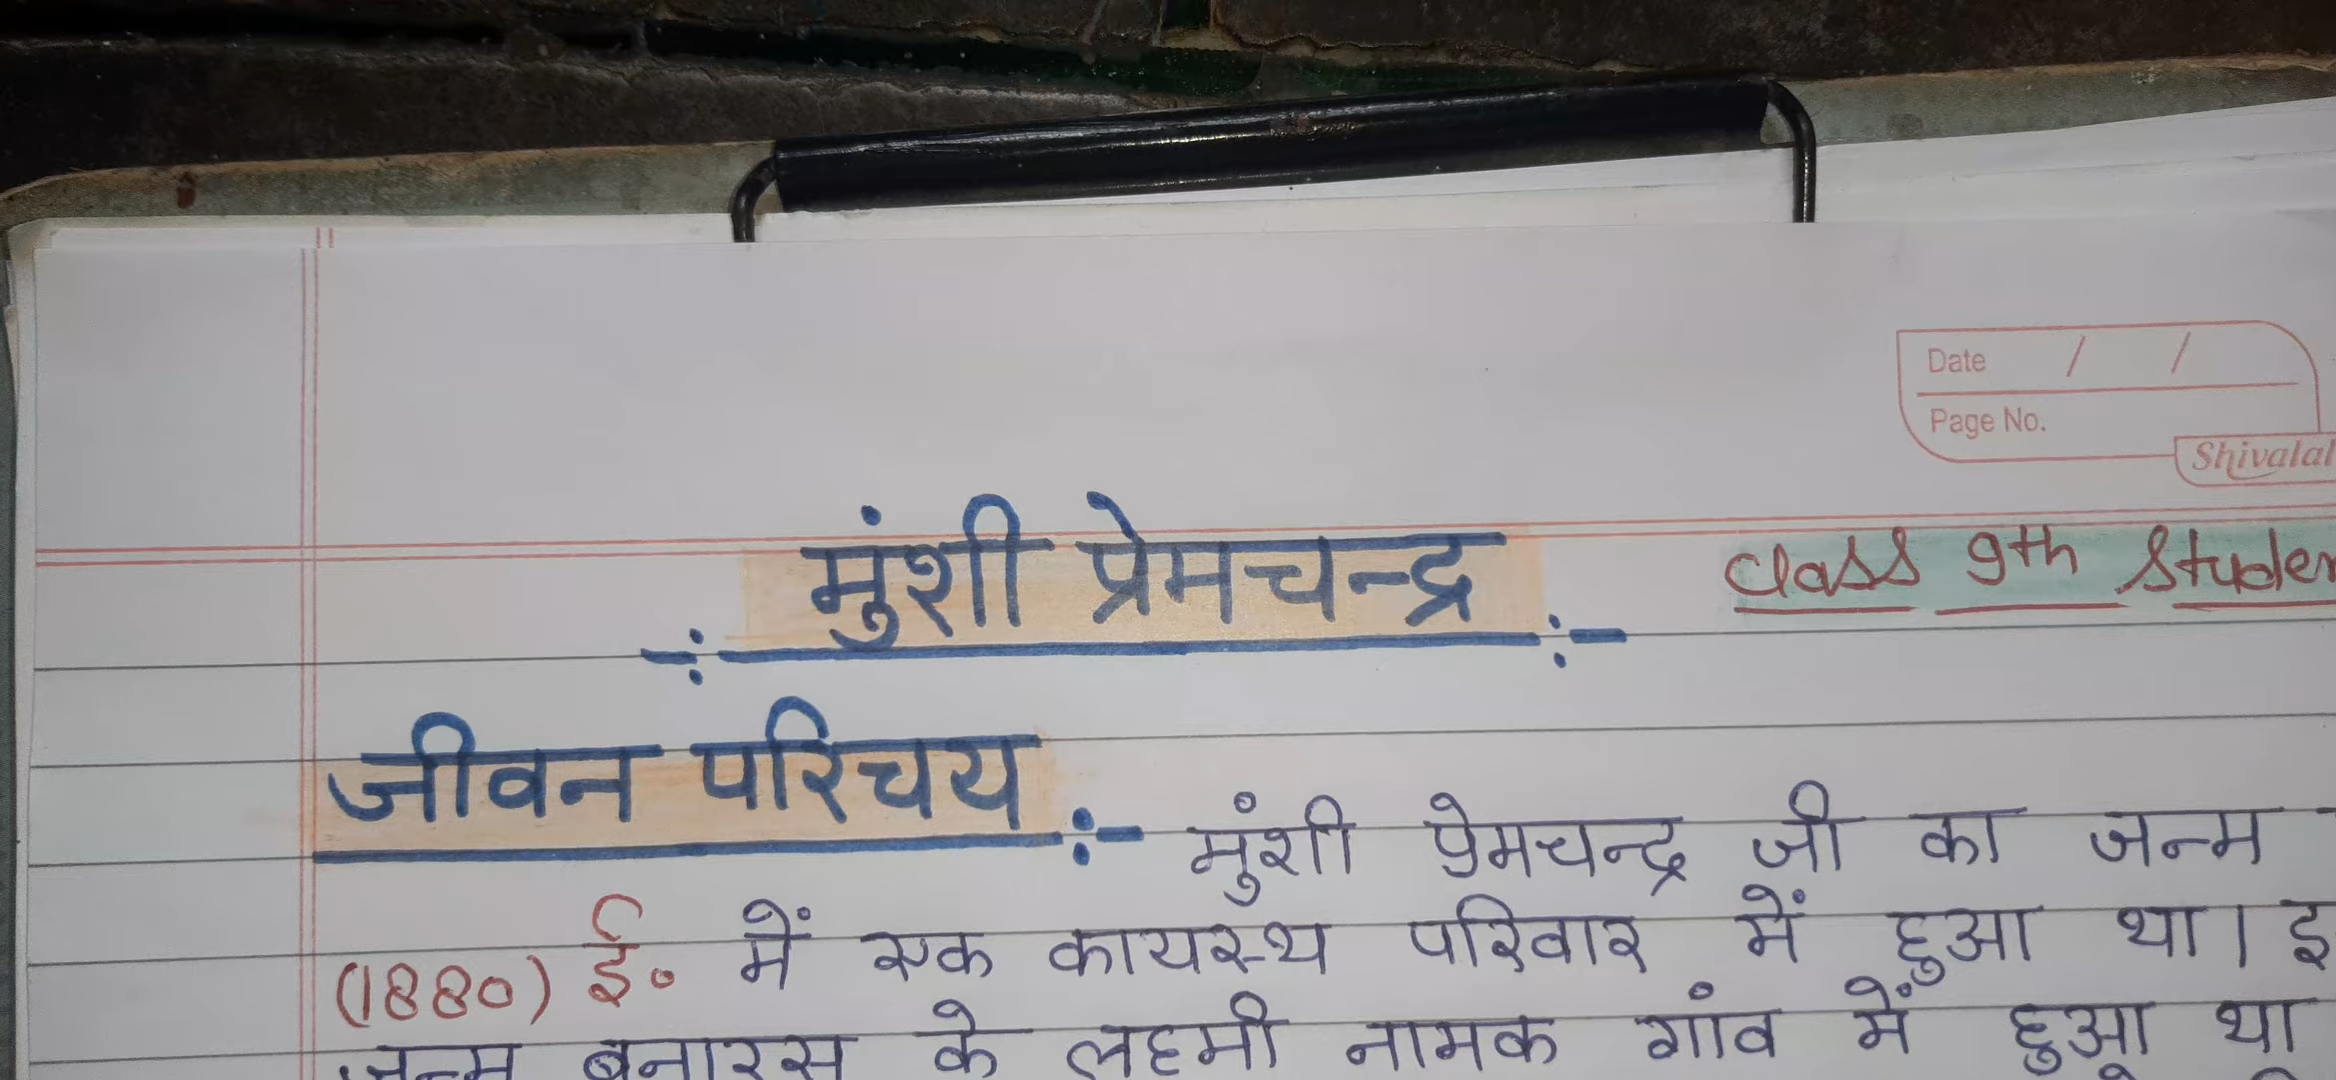 Date / /
Page No.
Shivalal
मुंशी प्रेमचन्द्र
class 9th Studen
जीवन परिचय :- मुंशी प्रेमचन्द्र जी का जन्म
(1880) ई० में एक कायस्थ परिवार में हुआ था। इ
जन्म बनारस के लहमी नामक गांव में हुआ था